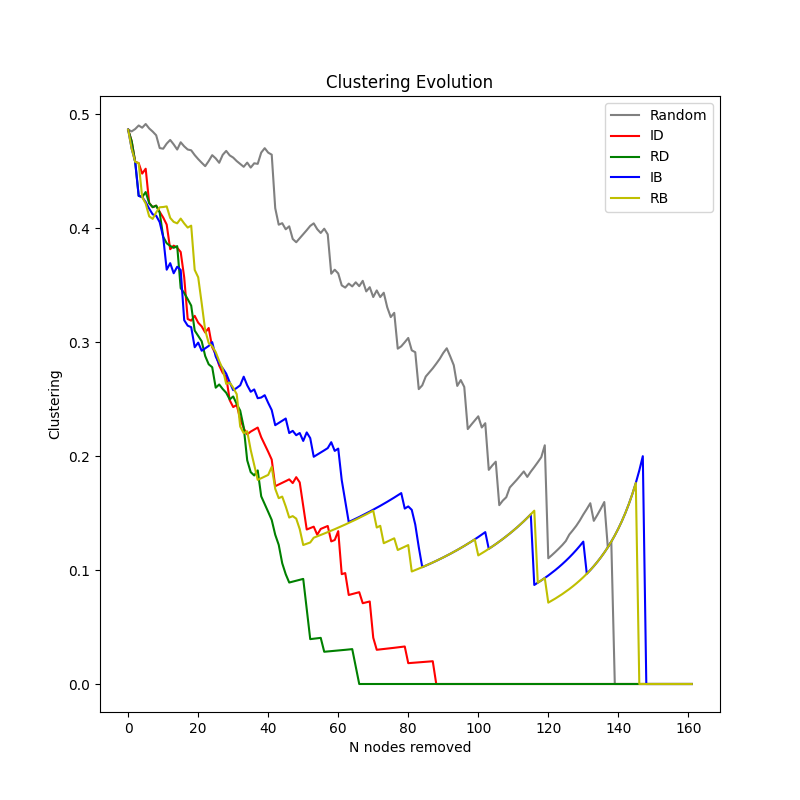 Clustering Evolution
Random
ID
RD
IB
RB
Clustering
0.5
0.4
0.3
0.2
0.1
0.0
0 20 40 60 80 100 120 140 160
N nodes removed